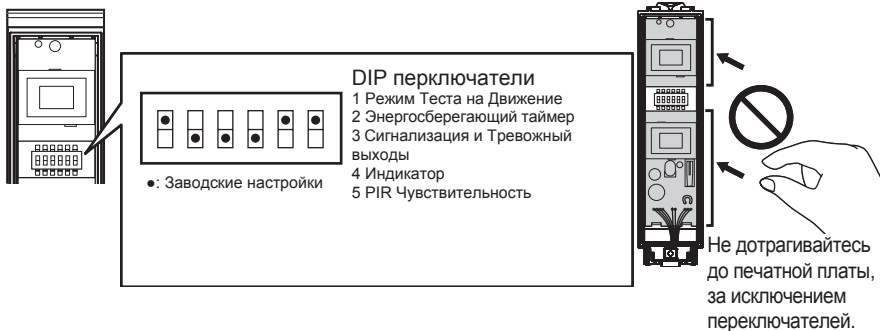 DIP перключатели
1 Режим Теста на Движение
2 Энергосберегающий таймер
3 Сигнализация и Тревожный
выходы
4 Индикатор
5 PIR Чувствительность
●: Заводские настройки
Не дотрагивайтесь
до печатной платы,
за исключением
переключателей.